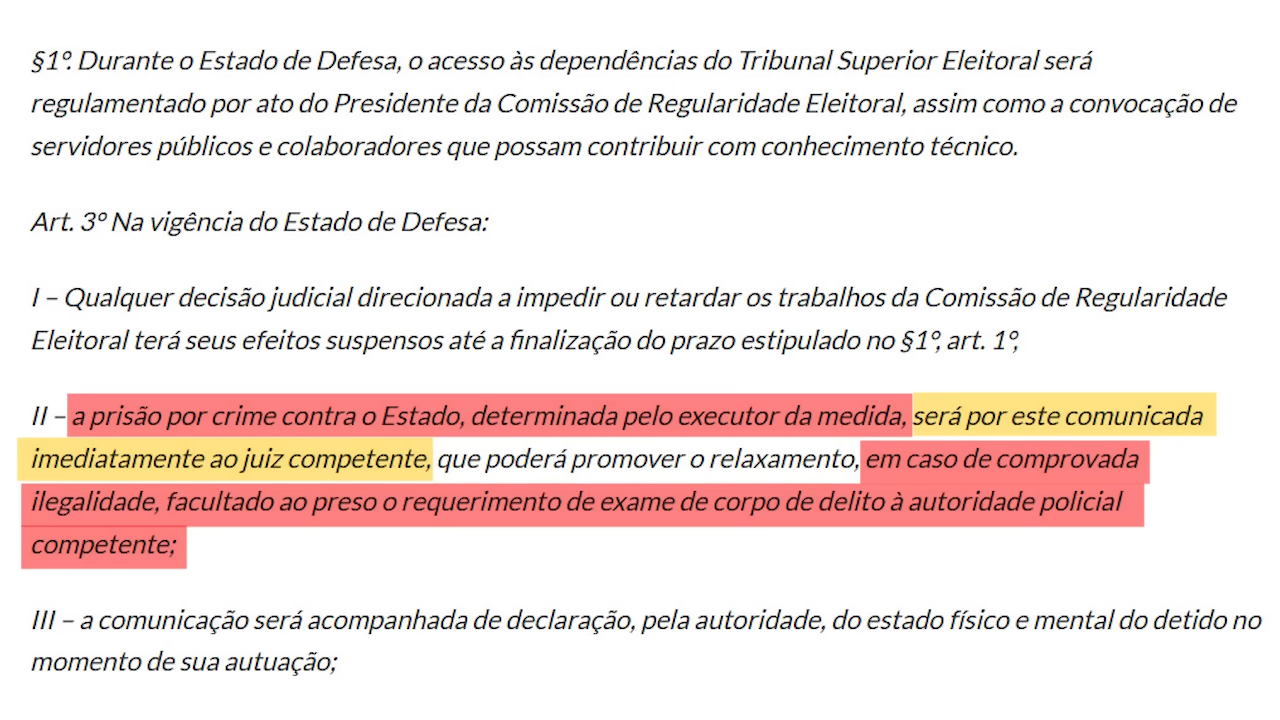 §1º. Durante o Estado de Defesa, o acesso às dependências do Tribunal Superior Eleitoral será
regulamentado por ato do Presidente da Comissão de Regularidade Eleitoral, assim como a convocação de
servidores públicos e colaboradores que possam contribuir com conhecimento técnico.
Art. 3º Na vigência do Estado de Defesa:
I – Qualquer decisão judicial direcionada a impedir ou retardar os trabalhos da Comissão de Regularidade
Eleitoral terá seus efeitos suspensos até a finalização do prazo estipulado no §1º, art. 1º,
II – a prisão por crime contra o Estado, determinada pelo executor da medida, será por este comunicada
imediatamente ao juiz competente, que poderá promover o relaxamento, em caso de comprovada
ilegalidade, facultado ao preso o requerimento de exame de corpo de delito à autoridade policial
competente;
III – a comunicação será acompanhada de declaração, pela autoridade, do estado físico e mental do detido no
momento de sua autuação;